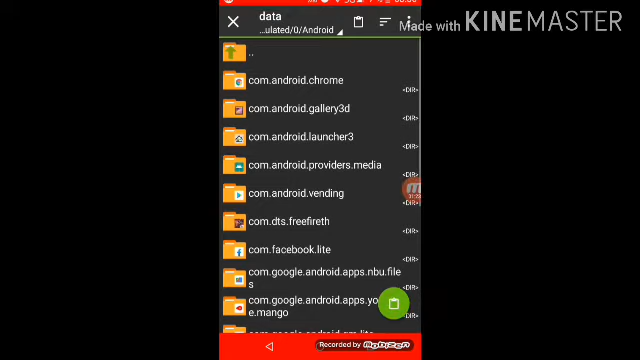 data
...ulated/0/Android
Made with KINEMASTER
..
com.android.chrome
<DIR>
com.android.gallery3d
<DIR>
com.android.launcher3
<DIR>
com.android.providers.media
<DIR>
com.android.vending
<DIR>
com.dts.freefireth
<DIR>
com.facebook.lite
<DIR>
com.google.android.apps.nbu.file
s
<DIR>
com.google.android.apps.yo
e.mango
<DIR>
Recorded by MOBIZEN